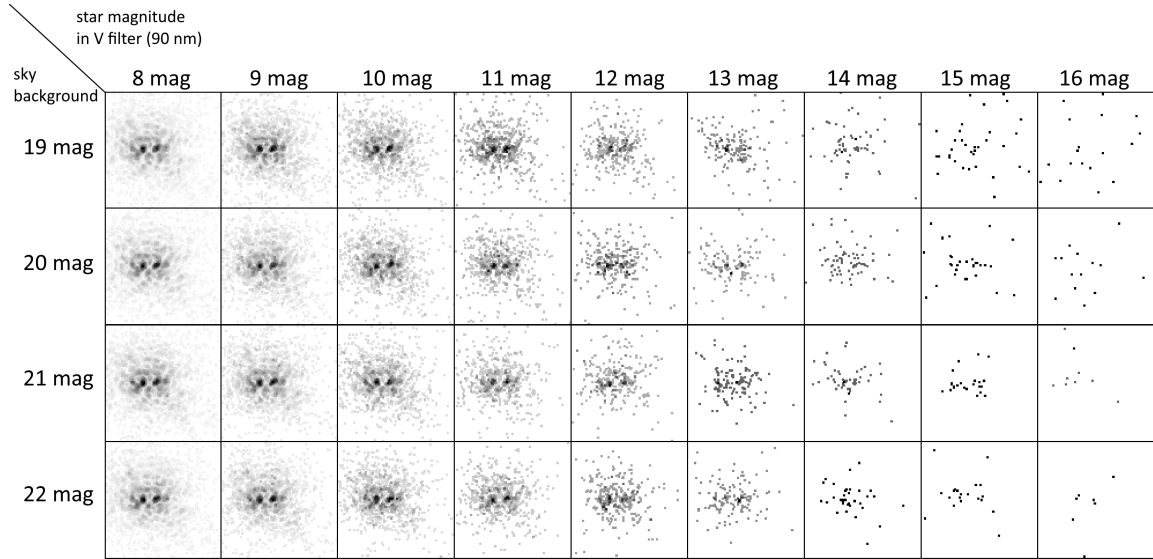 star magnitude
in V filter (90 nm)
sky
background
8 mag 9 mag 10 mag 11 mag 12 mag 13 mag 14 mag 15 mag 16 mag
19 mag
20 mag
21 mag
22 mag